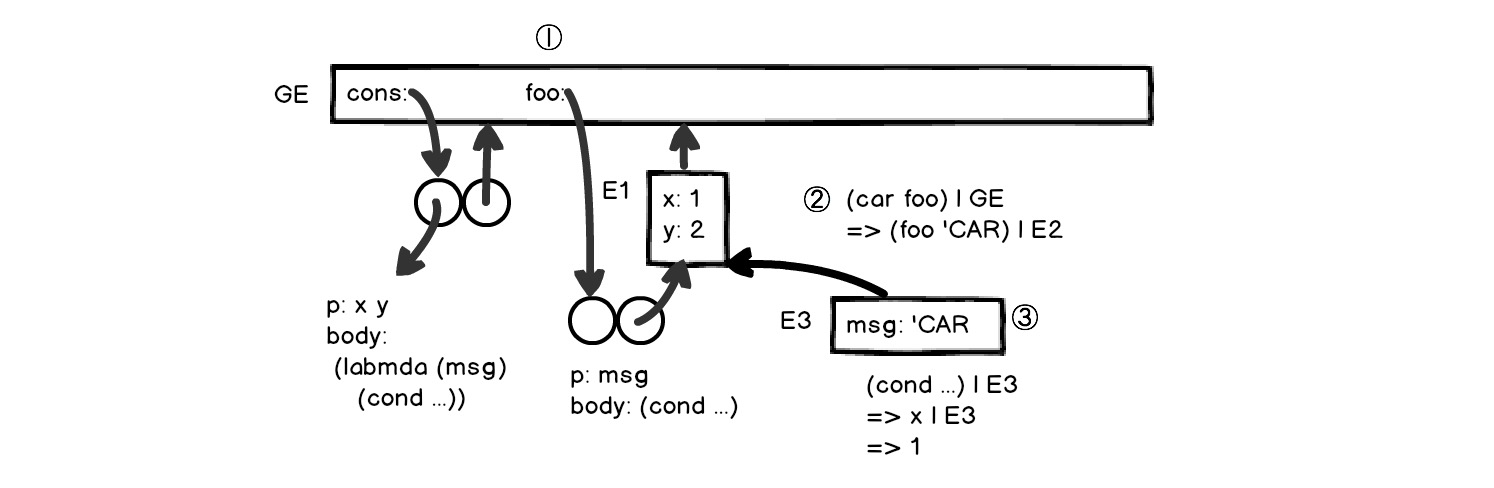 ①
GE
cons:
foo:
E1
x: 1
y: 2
② (car foo) | GE
=> (foo 'CAR) | E2
p: x y
body:
(labmda (msg)
(cond ...))
p: msg
body: (cond ...)
E3
msg: 'CAR
③
(cond ...) | E3
=> x | E3
=> 1